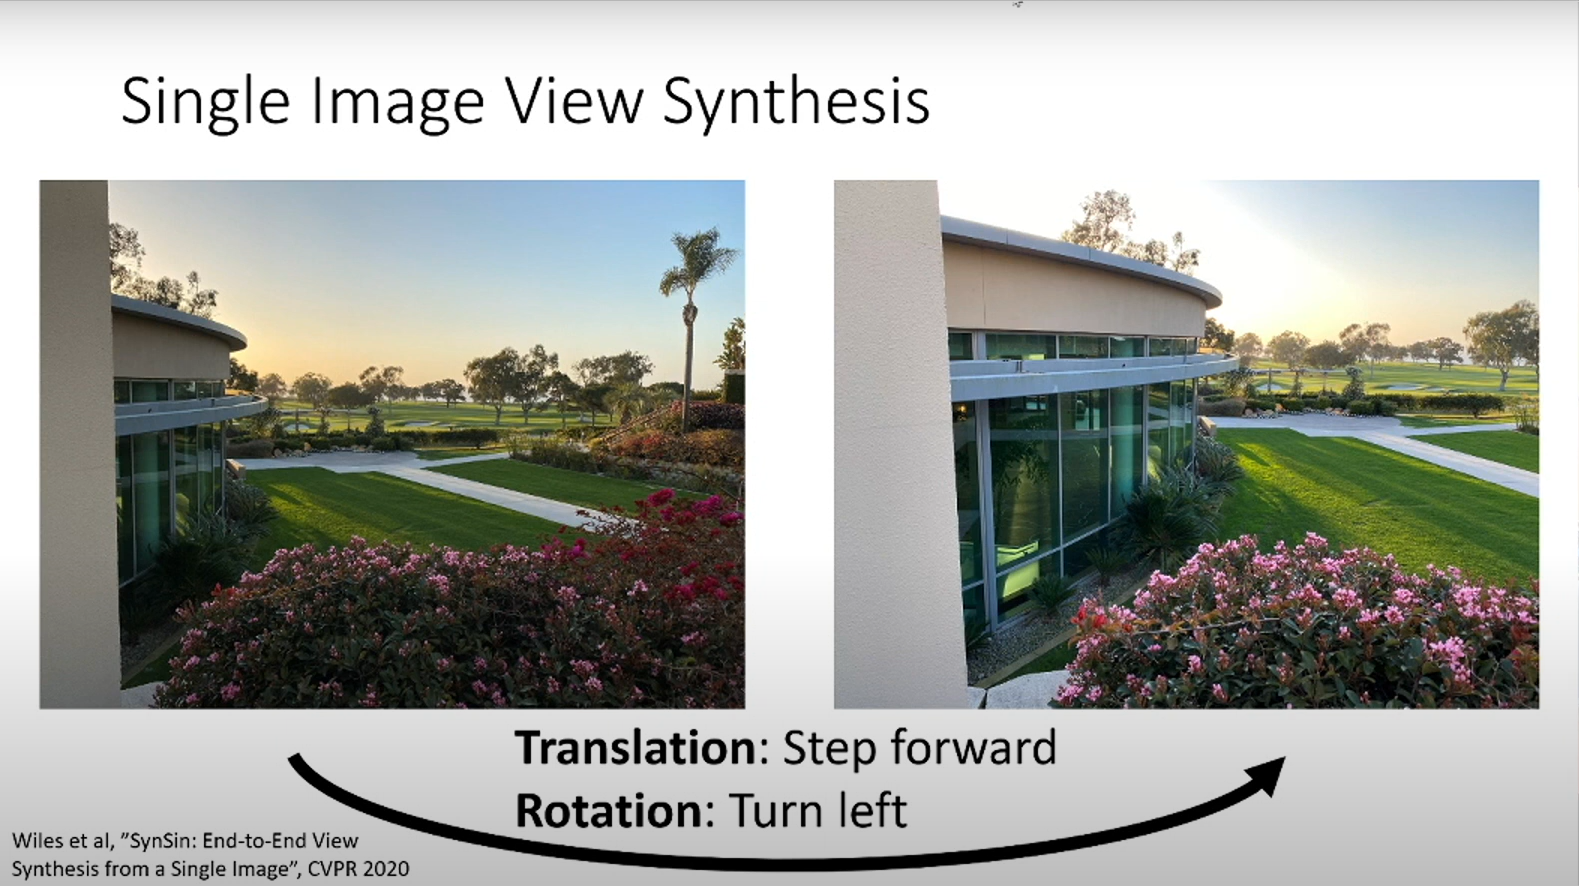 Single Image View Synthesis
Translation: Step forward
Rotation: Turn left
Wiles et al, ”SynSin: End-to-End View
Synthesis from a Single Image”, CVPR 2020